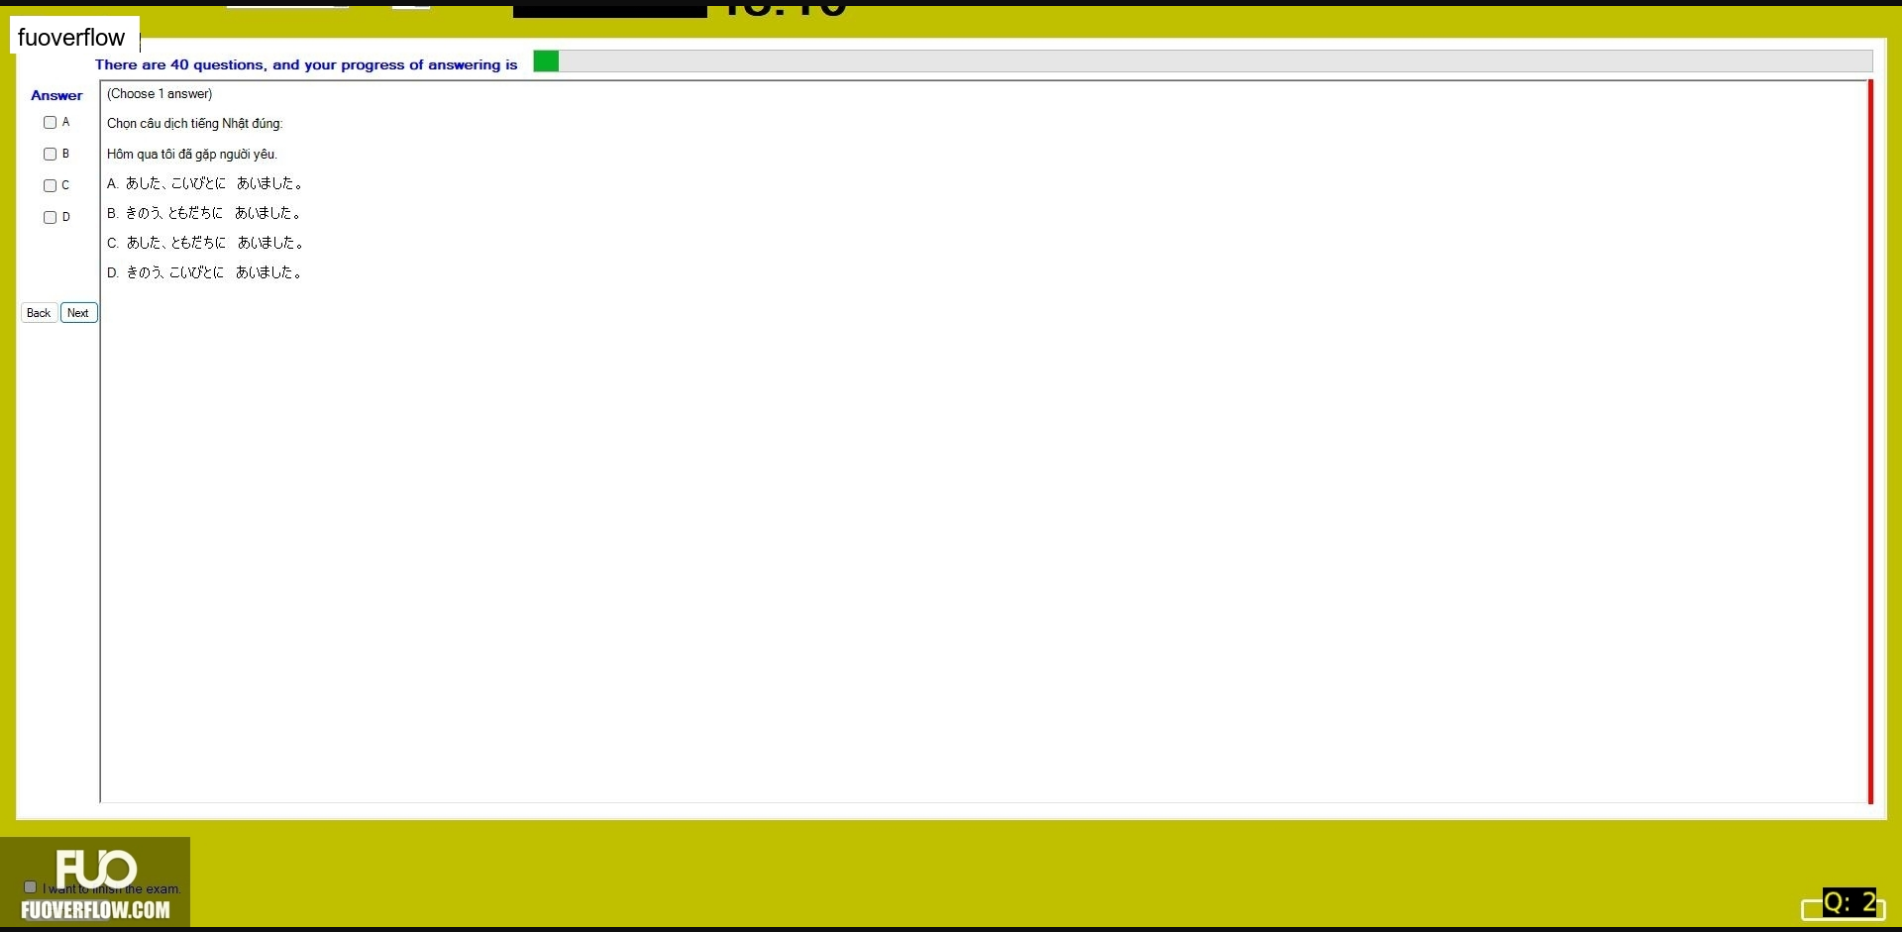 fuoverflow
There are 40 questions, and your progress of answering is
Answer
(Choose 1 answer)
A
Chọn câu dịch tiếng Nhật đúng:
B
Hôm qua tôi đã gặp người yêu.
C
A. あした、こいびとに　あいました。
D
B. きのう、ともだちに　あいました。
C. あした、ともだちに　あいました。
D. きのう、こいびとに　あいました。
Back Next
FUO
I want to finish the exam.
FUOVERFLOW.COM
Q: 2